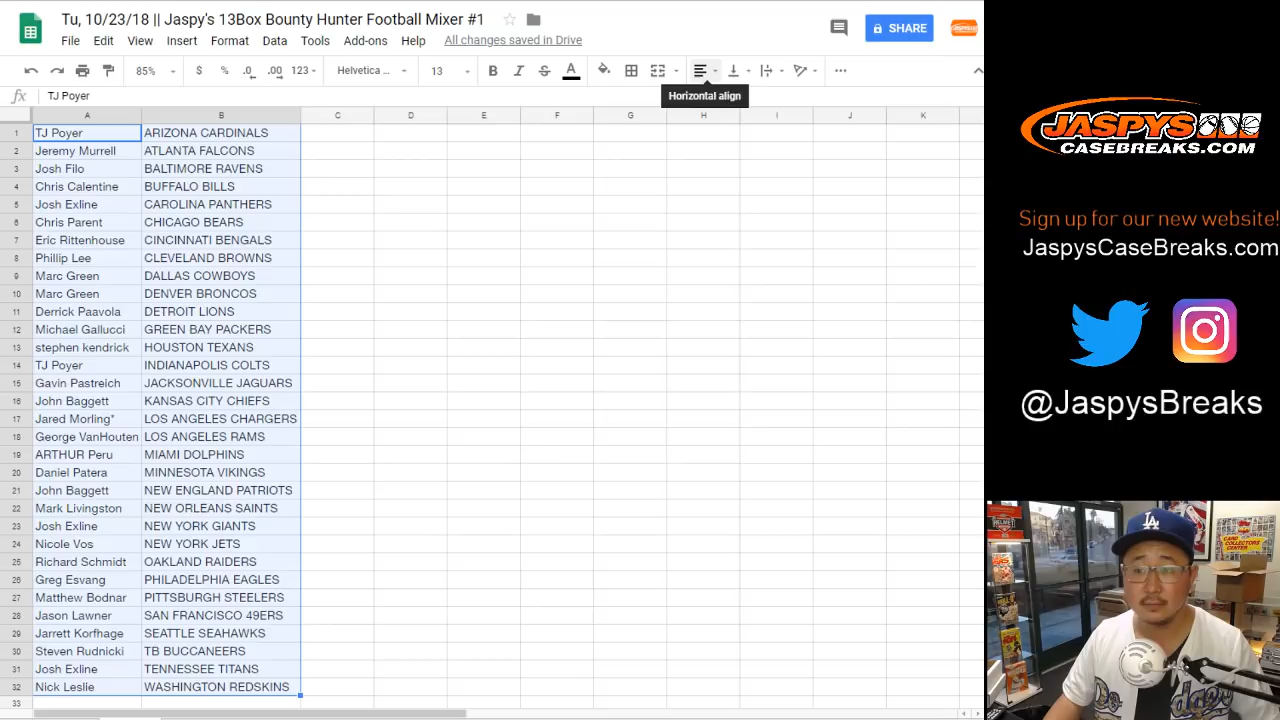 Tu, 10/23/18 || Jaspy's 13Box Bounty Hunter Football Mixer #1
SHARE
File Edit View Insert Format Data Tools Add-ons Help All changes saved in Drive
85% $ % .0 .00 123 Helvetica ... 13 B I S A
Horizontal align
fx TJ Poyer
A B C D E F G H I J K
1 TJ Poyer ARIZONA CARDINALS
2 Jeremy Murrell ATLANTA FALCONS
3 Josh Filo BALTIMORE RAVENS
4 Chris Calentine BUFFALO BILLS
5 Josh Exline CAROLINA PANTHERS
6 Chris Parent CHICAGO BEARS
7 Eric Rittenhouse CINCINNATI BENGALS
8 Phillip Lee CLEVELAND BROWNS
9 Marc Green DALLAS COWBOYS
10 Marc Green DENVER BRONCOS
11 Derrick Paavola DETROIT LIONS
12 Michael Gallucci GREEN BAY PACKERS
13 stephen kendrick HOUSTON TEXANS
14 TJ Poyer INDIANAPOLIS COLTS
15 Gavin Pastreich JACKSONVILLE JAGUARS
16 John Baggett KANSAS CITY CHIEFS
17 Jared Morling* LOS ANGELES CHARGERS
18 George VanHouten LOS ANGELES RAMS
19 ARTHUR Peru MIAMI DOLPHINS
20 Daniel Patera MINNESOTA VIKINGS
21 John Baggett NEW ENGLAND PATRIOTS
22 Mark Livingston NEW ORLEANS SAINTS
23 Josh Exline NEW YORK GIANTS
24 Nicole Vos NEW YORK JETS
25 Richard Schmidt OAKLAND RAIDERS
26 Greg Esvang PHILADELPHIA EAGLES
27 Matthew Bodnar PITTSBURGH STEELERS
28 Jason Lawner SAN FRANCISCO 49ERS
29 Jarrett Korfhage SEATTLE SEAHAWKS
30 Steven Rudnicki TB BUCCANEERS
31 Josh Exline TENNESSEE TITANS
32 Nick Leslie WASHINGTON REDSKINS
33
JASPYS
CASEBREAKS.COM
Sign up for our new website!
JaspysCaseBreaks.com
@JaspysBreaks
LA
CARD
COLLECTORS
CENTER